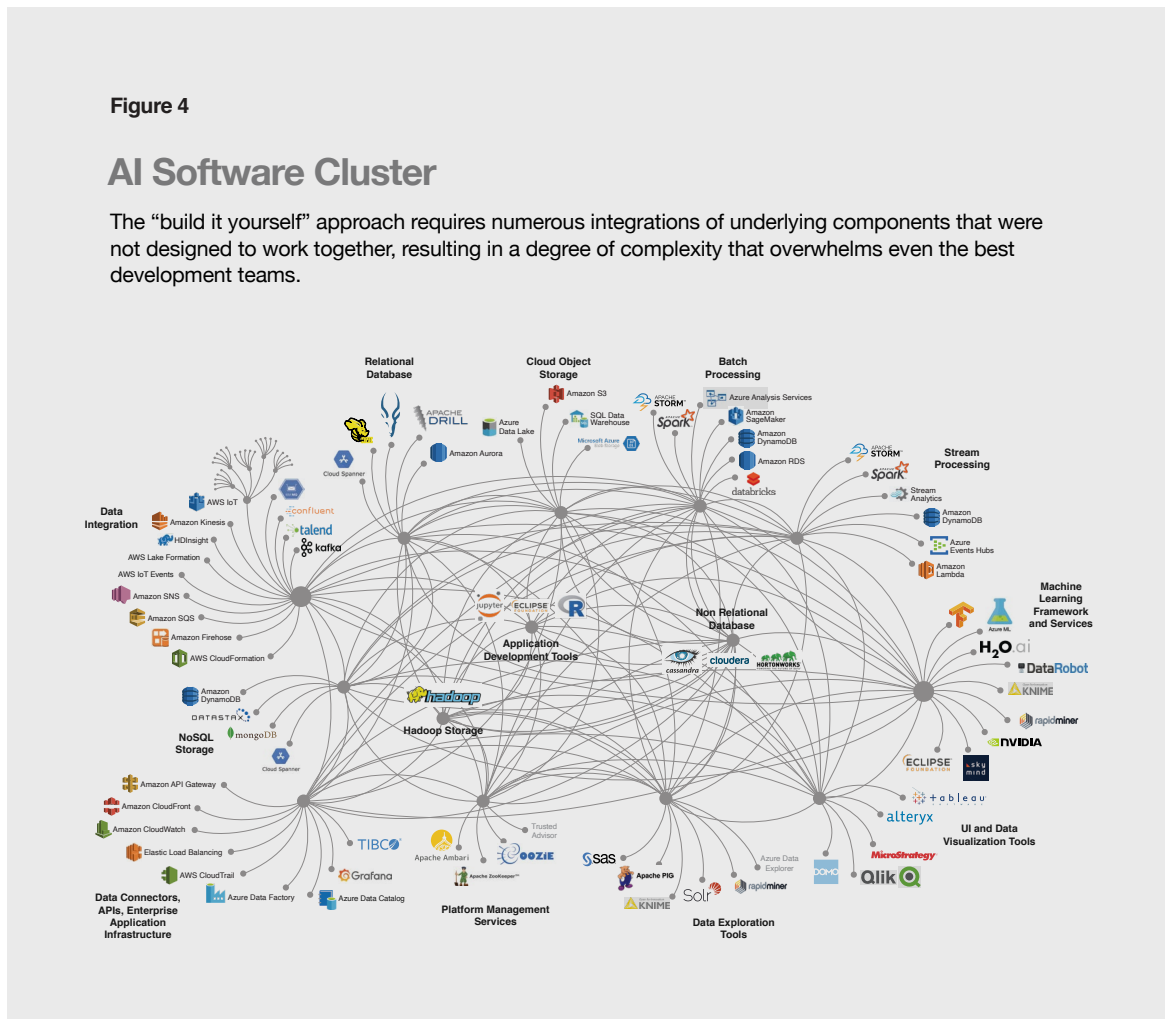 Figure 4
AI Software Cluster
The “build it yourself” approach requires numerous integrations of underlying components that were
not designed to work together, resulting in a degree of complexity that overwhelms even the best
development teams.
Relational
Database
Cloud Spanner
APACHE
DRILL
Amazon Aurora
Cloud Object
Storage
Azure
Data Lake
Amazon S3
SQL Data
Warehouse
Microsoft Azure
Batch
Processing
APACHE
STORM
APACHE
Spark
Azure Analysis Services
Amazon
SageMaker
Amazon
DynamoDB
Amazon RDS
databricks
Stream
Processing
APACHE
STORM
APACHE
Spark
Stream
Analytics
Amazon
DynamoDB
Azure
Events Hubs
Amazon
Lambda
Data
Integration
AWS IoT
Amazon Kinesis
HDInsight
AWS Lake Formation
AWS IoT Events
Amazon SNS
Amazon SQS
Amazon Firehose
AWS CloudFormation
confluent
talend
kafka
jupyter
ECLIPSE
FOUNDATION
R
Application
Development Tools
Non Relational
Database
cassandra
cloudera
HORTONWORKS
Machine
Learning
Framework
and Services
Azure ML
H2O.ai
DataRobot
KNIME
rapidminer
NVIDIA
ECLIPSE
FOUNDATION
sky
mind
hadoop
Hadoop Storage
NoSQL
Storage
Amazon
DynamoDB
DATASTAX
mongoDB
Cloud Spanner
Amazon API Gateway
Amazon CloudFront
Amazon CloudWatch
Elastic Load Balancing
AWS CloudTrail
Azure Data Factory
Azure Data Catalog
Grafana
TIBCO
Data Connectors,
APIs, Enterprise
Application
Infrastructure
Apache Ambari
Apache ZooKeeper
OOZIE
Trusted
Advisor
Platform Management
Services
sas
Apache PIG
KNIME
Solr
rapidminer
Azure Data
Explorer
Data Exploration
Tools
tableau
alteryx
MicroStrategy
Qlik
DOMO
UI and Data
Visualization Tools